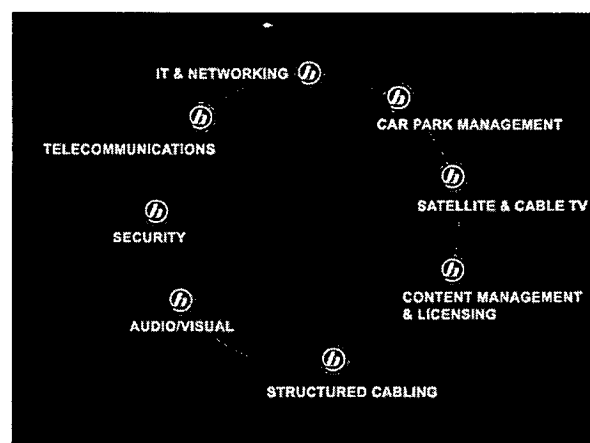 IT & NETWORKING
CAR PARK MANAGEMENT
TELECOMMUNICATIONS
SATELLITE & CABLE TV
SECURITY
CONTENT MANAGEMENT
& LICENSING
AUDIO/VISUAL
STRUCTURED CABLING